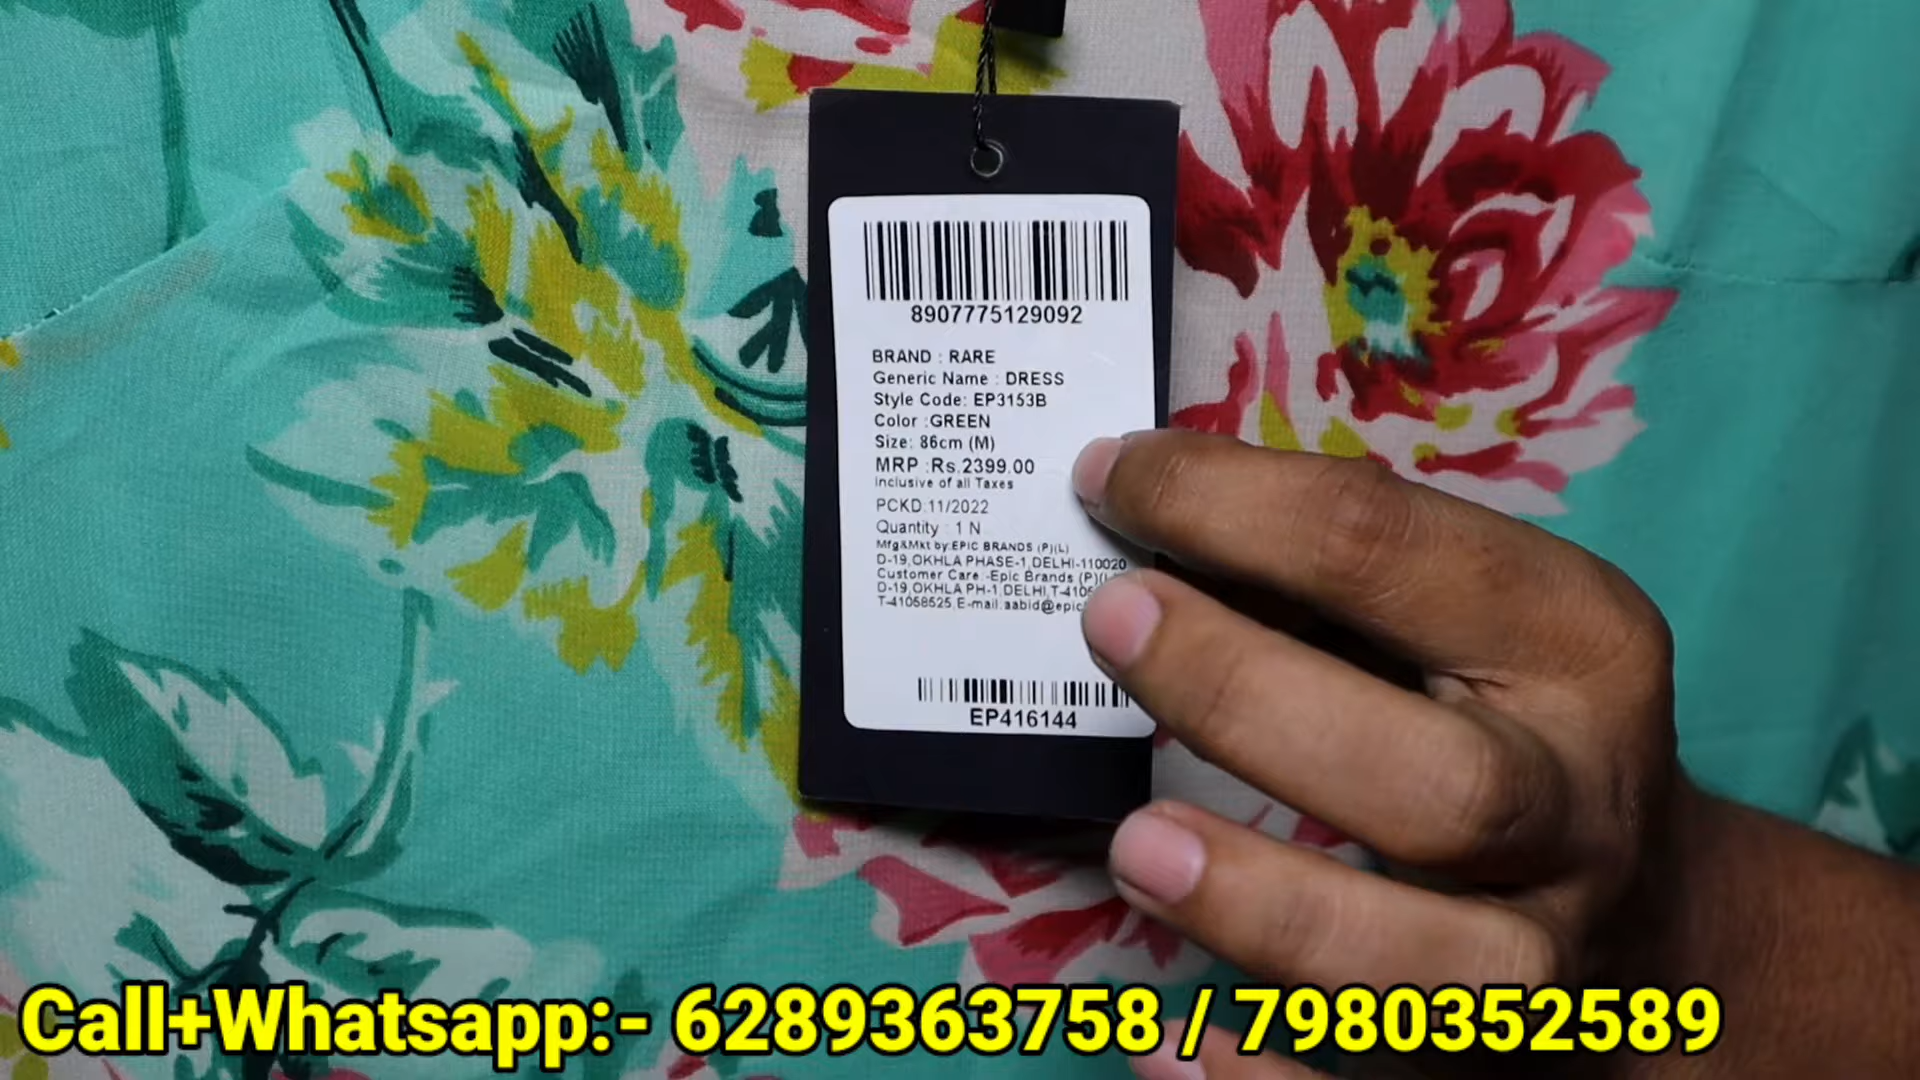 8907775129092
BRAND : RARE
Generic Name : DRESS
Style Code: EP3153B
Color :GREEN
Size: 86cm (M)
MRP :Rs.2399.00
Inclusive of all Taxes
PCKD:11/2022
Quantity : 1 N
Mfg&Mkt by:EPIC BRANDS (P)(L)
D-19,OKHLA PHASE-1,DELHI-110020
Customer Care:-Epic Brands (P)(L
D-19,OKHLA PH-1,DELHI,T-410
T-41058525,E-mail:aabid@epic
EP416144
Call+Whatsapp:- 6289363758 / 7980352589